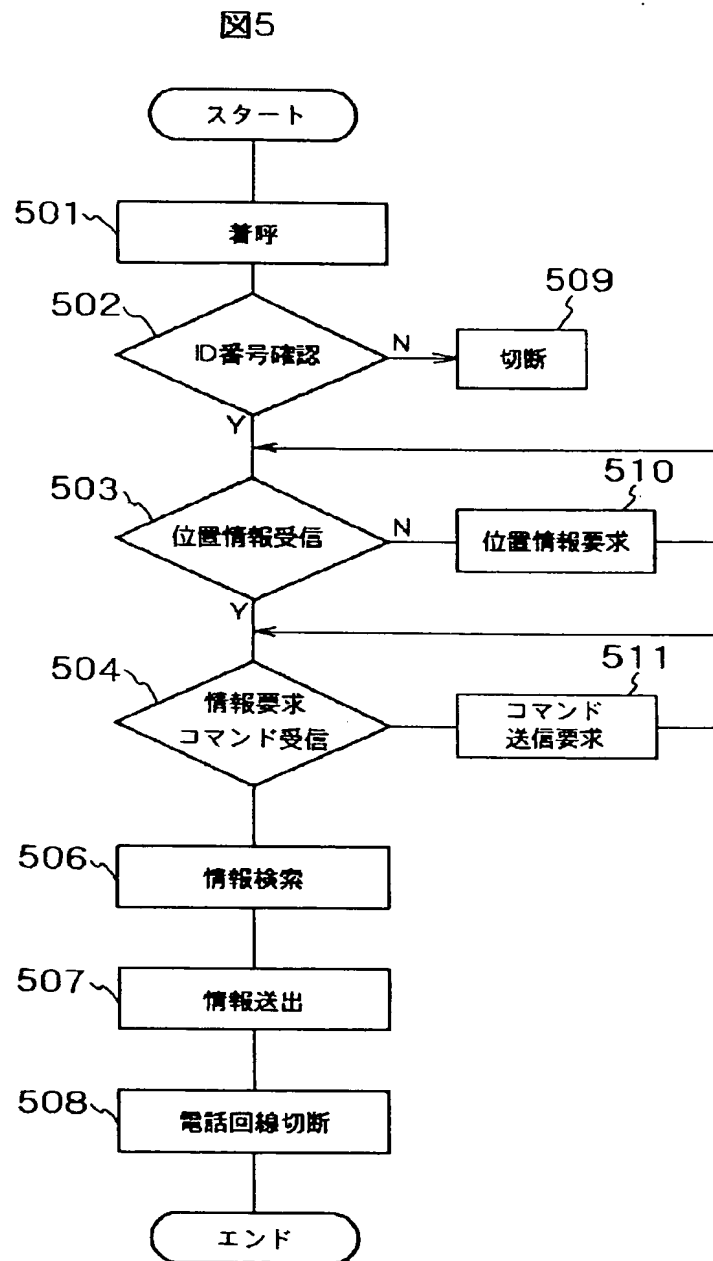 図5
スタート
501
着呼
502
ID番号確認
N
509
切断
Y
503
位置情報受信
N
510
位置情報要求
Y
504
情報要求
コマンド受信
511
コマンド
送信要求
506
情報検索
507
情報送出
508
電話回線切断
エンド